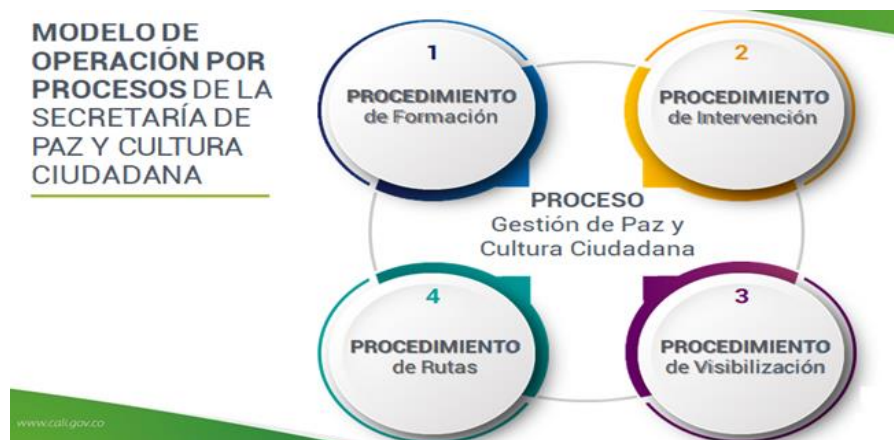 MODELO DE
OPERACIÓN POR
PROCESOS DE LA
SECRETARÍA DE
PAZ Y CULTURA
CIUDADANA
1
PROCEDIMIENTO
de Formación
2
PROCEDIMIENTO
de Intervención
PROCESO
Gestión de Paz y
Cultura Ciudadana
4
PROCEDIMIENTO
de Rutas
3
PROCEDIMIENTO
de Visibilización
www.cali.gov.co